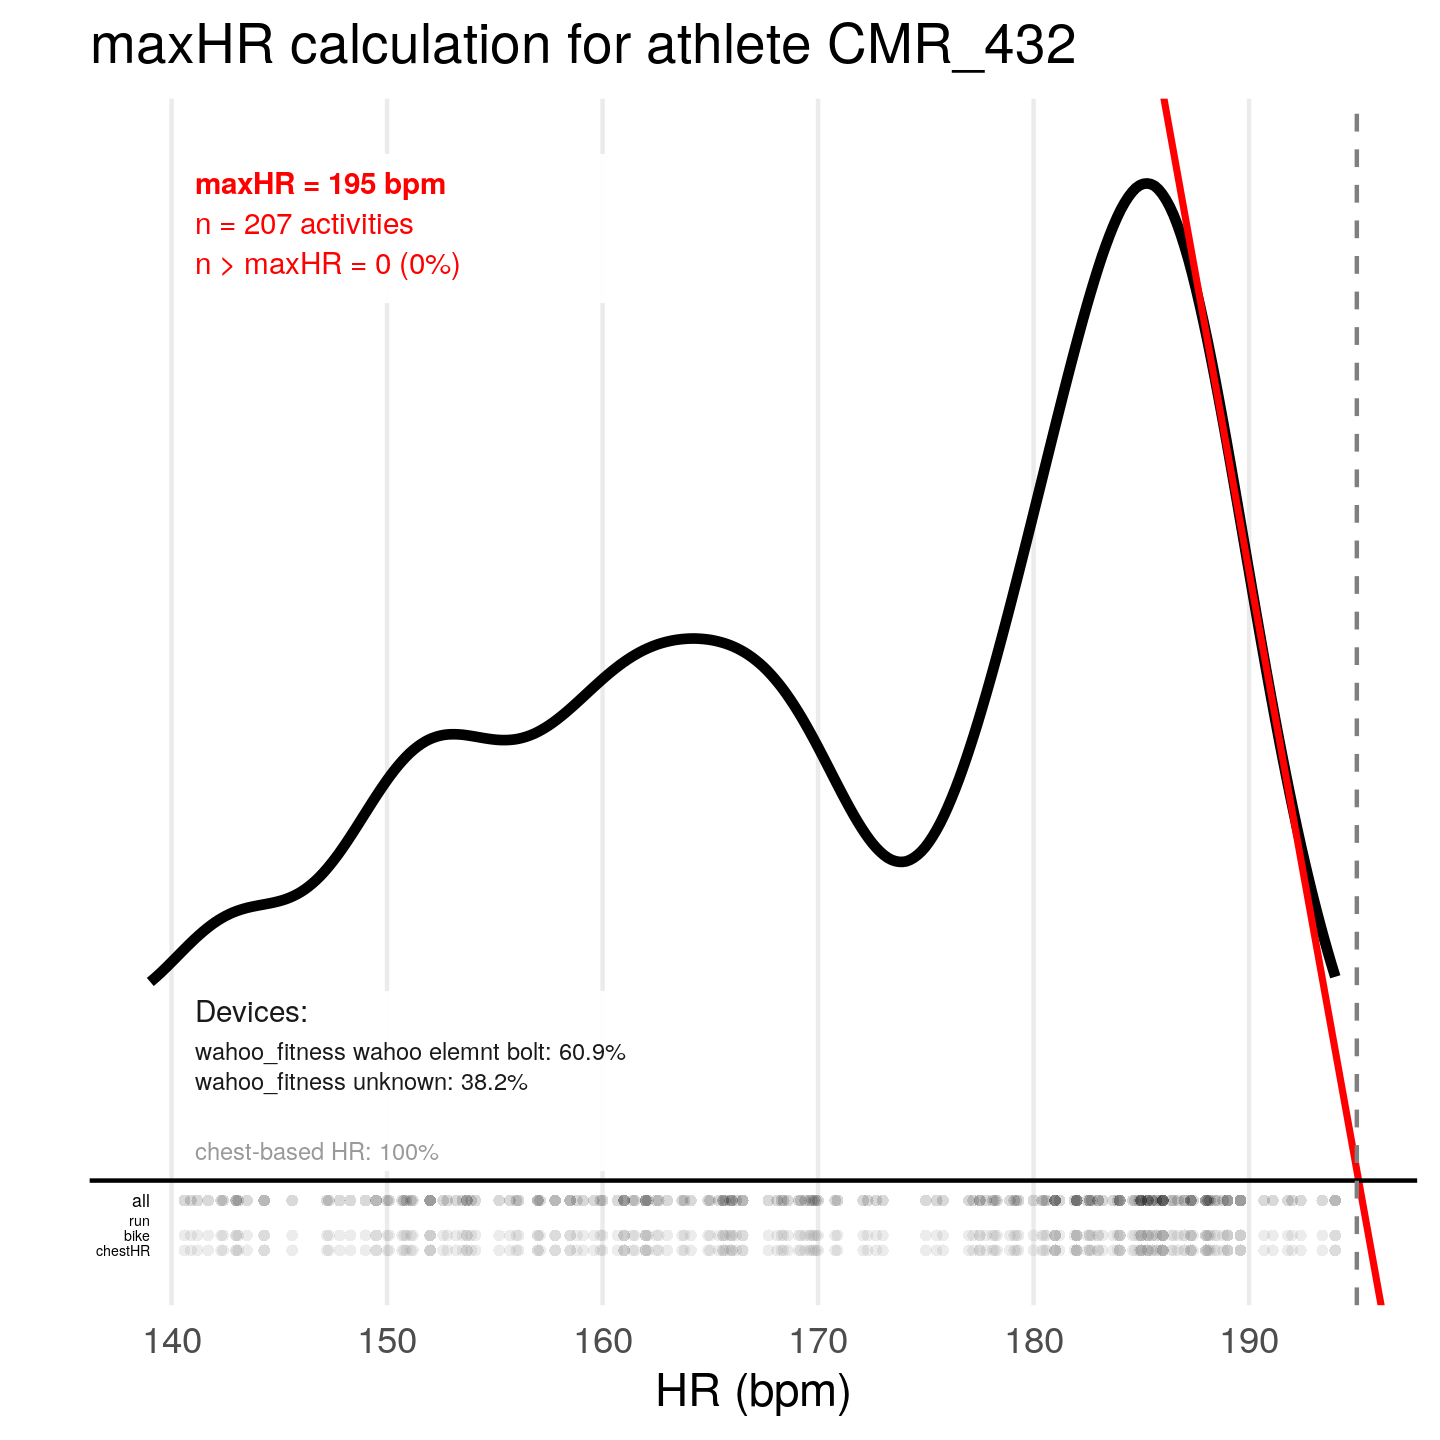 maxHR calculation for athlete CMR_432
maxHR = 195 bpm
n = 207 activities
n > maxHR = 0 (0%)
Devices:
wahoo_fitness wahoo elemnt bolt: 60.9%
wahoo_fitness unknown: 38.2%
chest-based HR: 100%
all
run
bike
chestHR
140 150 160 170 180 190
HR (bpm)